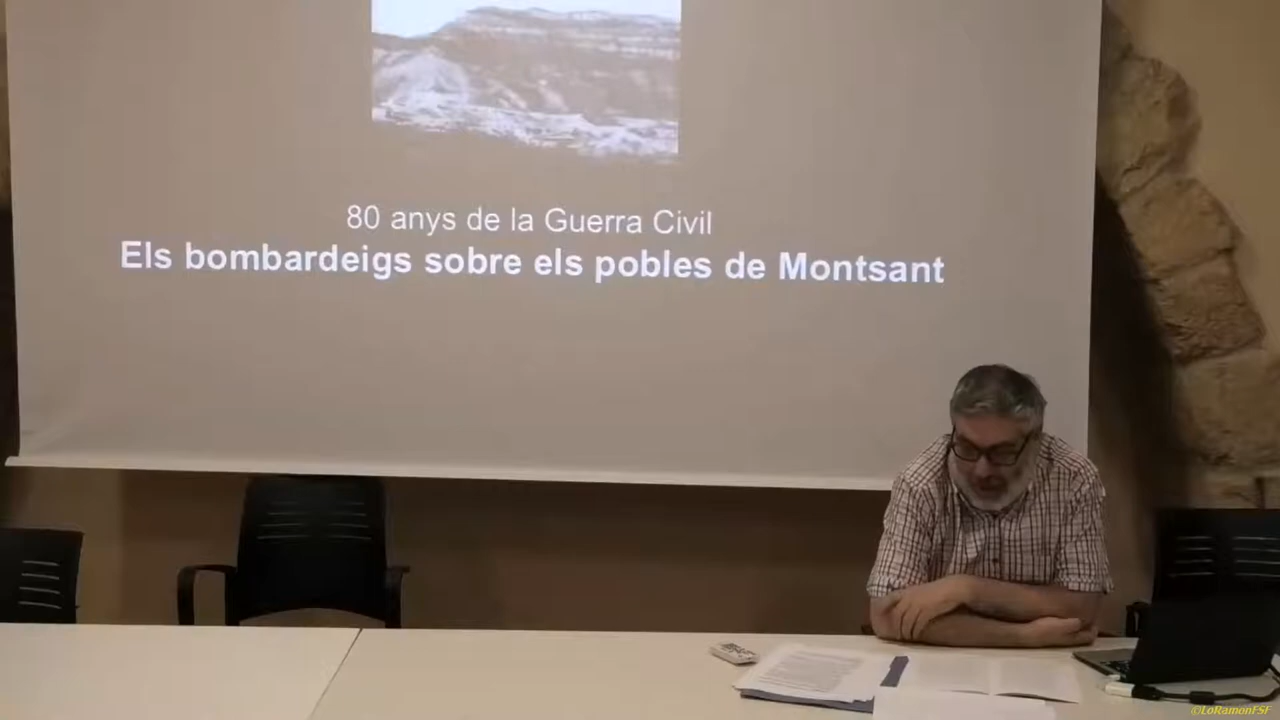 80 anys de la Guerra Civil
Els bombardeigs sobre els pobles de Montsant
©LoRamonFSF